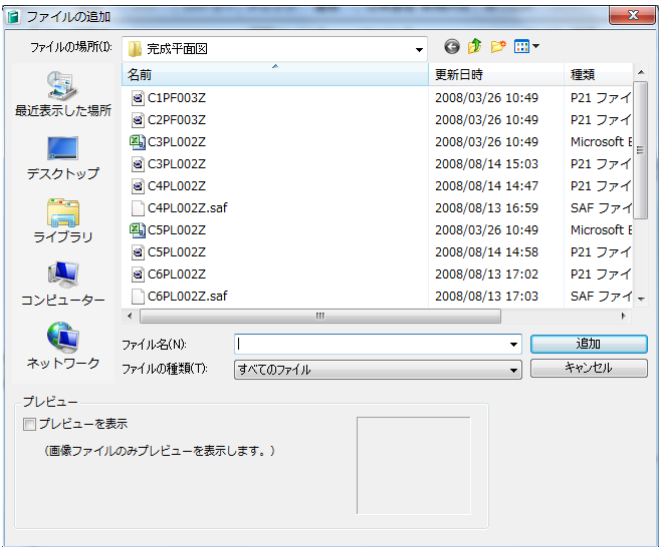 ファイルの追加
ファイルの場所(I):
完成平面図
最近表示した場所
デスクトップ
ライブラリ
コンピューター
ネットワーク
名前 更新日時 種類
C1PF003Z 2008/03/26 10:49 P21 ファイ
C2PF003Z 2008/03/26 10:49 P21 ファイ
C3PL002Z 2008/03/26 10:49 Microsoft E
C3PL002Z 2008/08/14 15:03 P21 ファイ
C4PL002Z 2008/08/14 14:47 P21 ファイ
C4PL002Z.saf 2008/08/13 16:59 SAF ファイ
C5PL002Z 2008/03/26 10:49 Microsoft E
C5PL002Z 2008/08/14 14:58 P21 ファイ
C6PL002Z 2008/08/13 17:02 P21 ファイ
C6PL002Z.saf 2008/08/13 17:03 SAF ファイ
ファイル名(N): 追加
ファイルの種類(T): すべてのファイル キャンセル
プレビュー
プレビューを表示
(画像ファイルのみプレビューを表示します。)